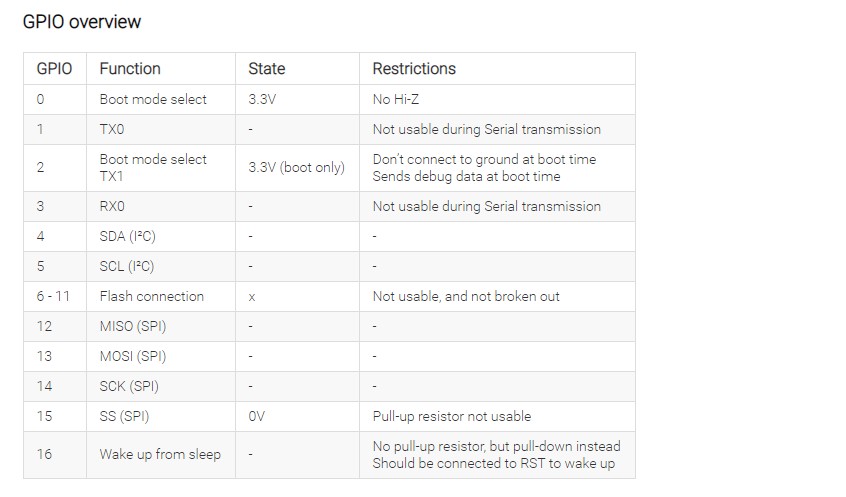 GPIO overview
GPIO Function State Restrictions
0 Boot mode select 3.3V No Hi-Z
1 TX0 - Not usable during Serial transmission
2 Boot mode select 3.3V (boot only) Don't connect to ground at boot time
TX1 Sends debug data at boot time
3 RX0 - Not usable during Serial transmission
4 SDA (I²C) - -
5 SCL (I²C) - -
6 - 11 Flash connection x Not usable, and not broken out
12 MISO (SPI) - -
13 MOSI (SPI) - -
14 SCK (SPI) - -
15 SS (SPI) 0V Pull-up resistor not usable
16 Wake up from sleep - No pull-up resistor, but pull-down instead
Should be connected to RST to wake up